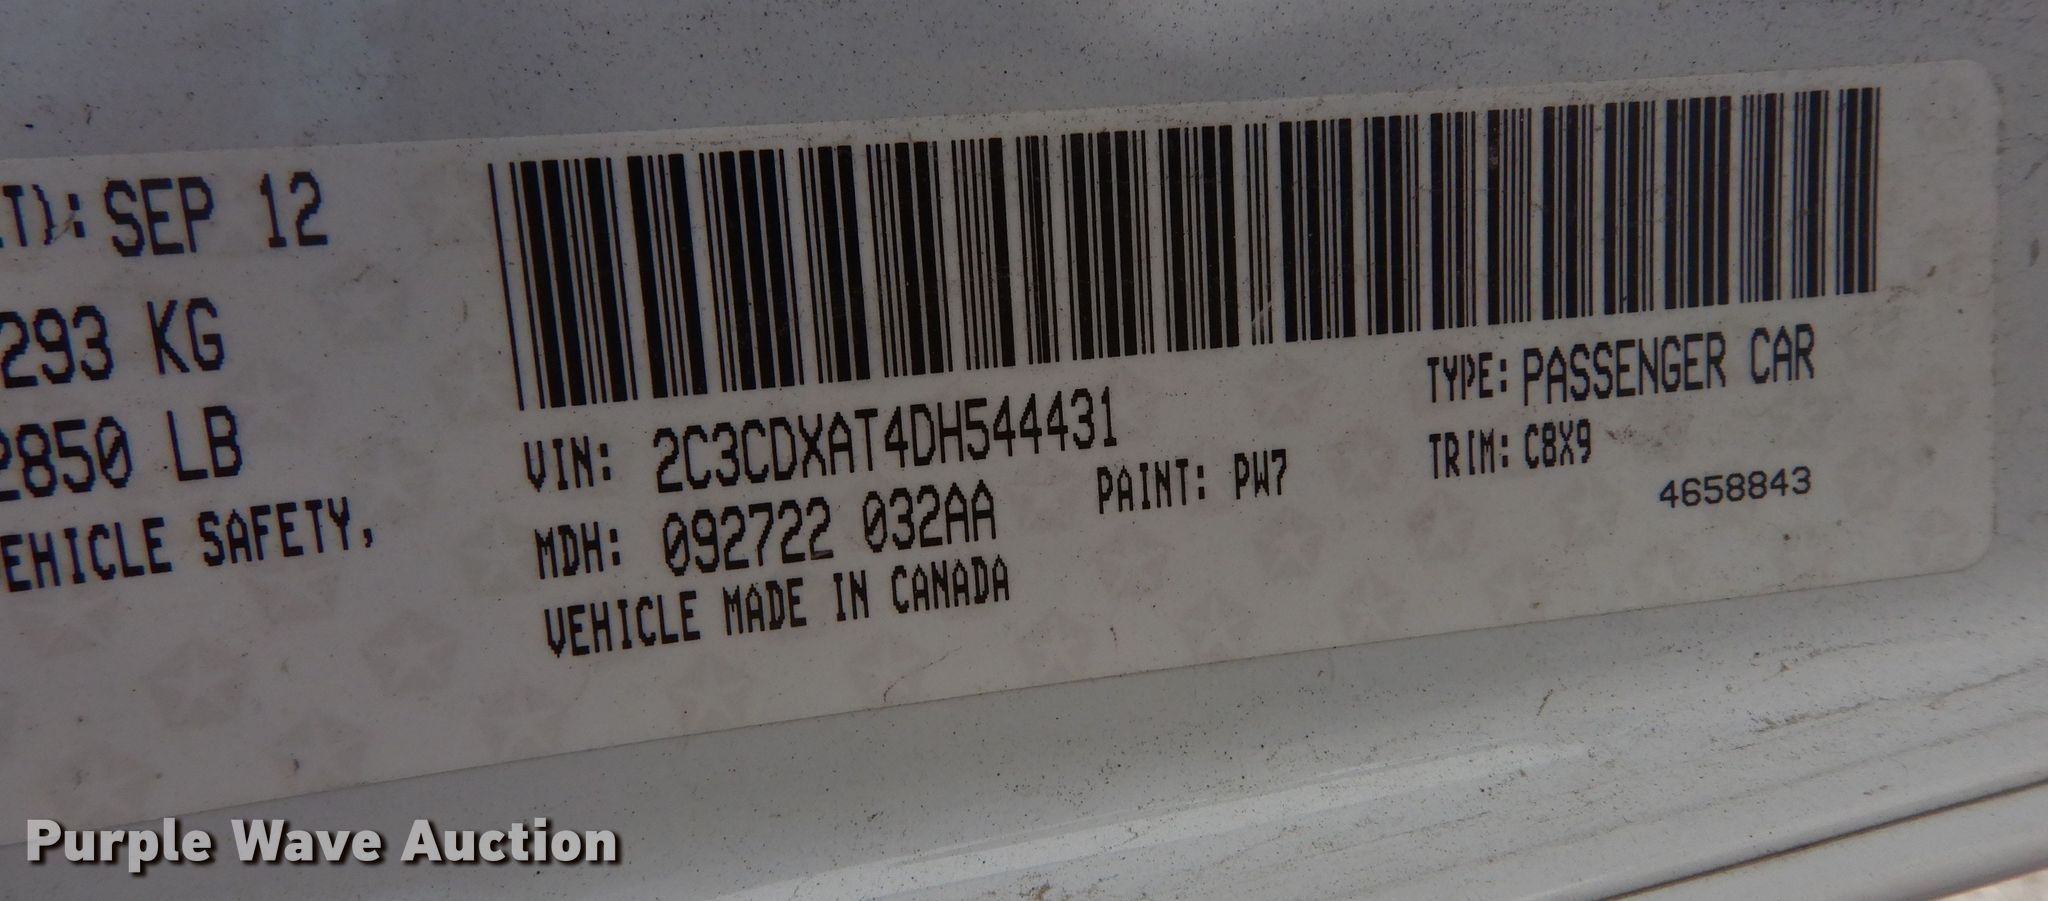 T): SEP 12
293 KG
2850 LB
EHICLE SAFETY,
VIN: 2C3CDXAT4DH544431
TYPE: PASSENGER CAR
MDH: 092722 032AA
PAINT: PW7
TRIM: C8X9
VEHICLE MADE IN CANADA
4658843
Purple Wave Auction